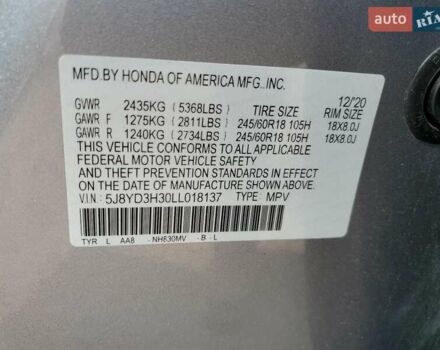 auto RIA
MFD.BY HONDA OF AMERICA MFG.,INC.
12/'20
GVWR 2435KG (5368LBS) TIRE SIZE RIM SIZE
GAWR F 1275KG (2811LBS) 245/60R18 105H 18X8.0J
GAWR R 1240KG (2734LBS) 245/60R18 105H 18X8.0J
THIS VEHICLE CONFORMS TO ALL APPLICABLE
FEDERAL MOTOR VEHICLE SAFETY
AND THEFT PREVENTION STANDARDS IN EFFECT
ON THE DATE OF MANUFACTURE SHOWN ABOVE.
V.I.N: 5J8YD3H30LL018137 TYPE: MPV
TYR L AA8 -NH830MV -B -L